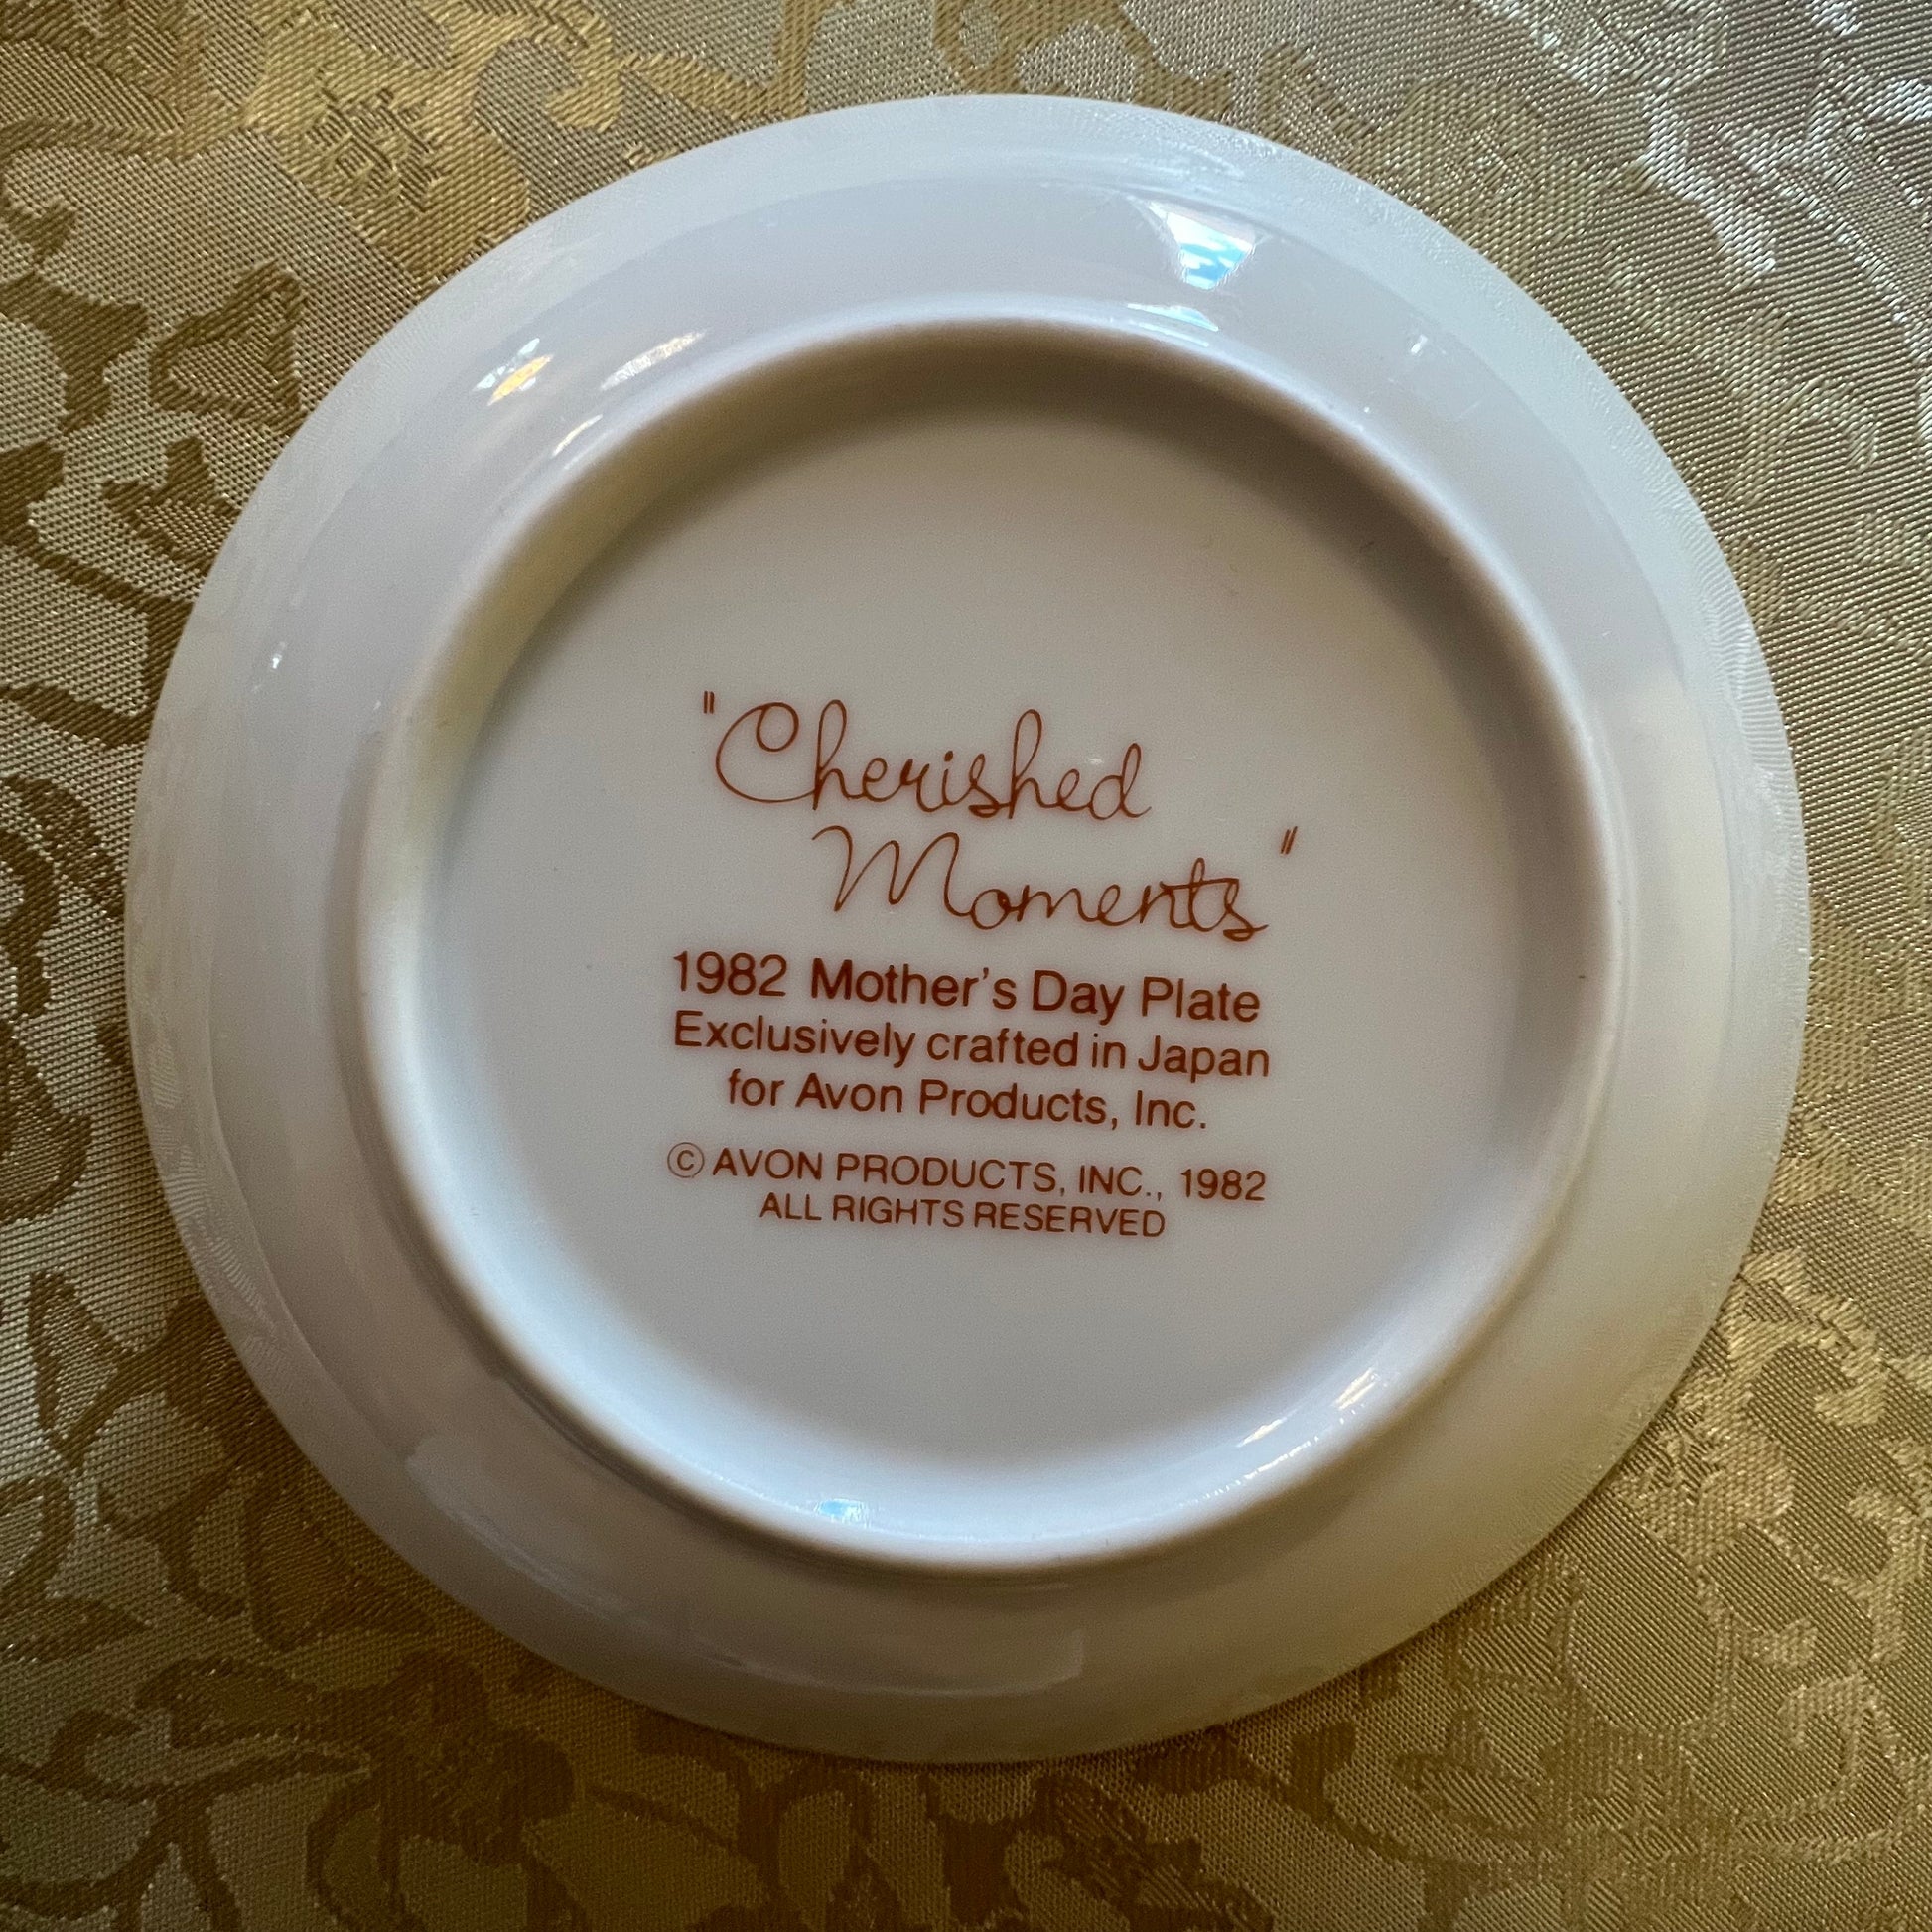 "Cherished
Moments"
1982 Mother's Day Plate
Exclusively crafted in Japan
for Avon Products, Inc.
© AVON PRODUCTS, INC., 1982
ALL RIGHTS RESERVED